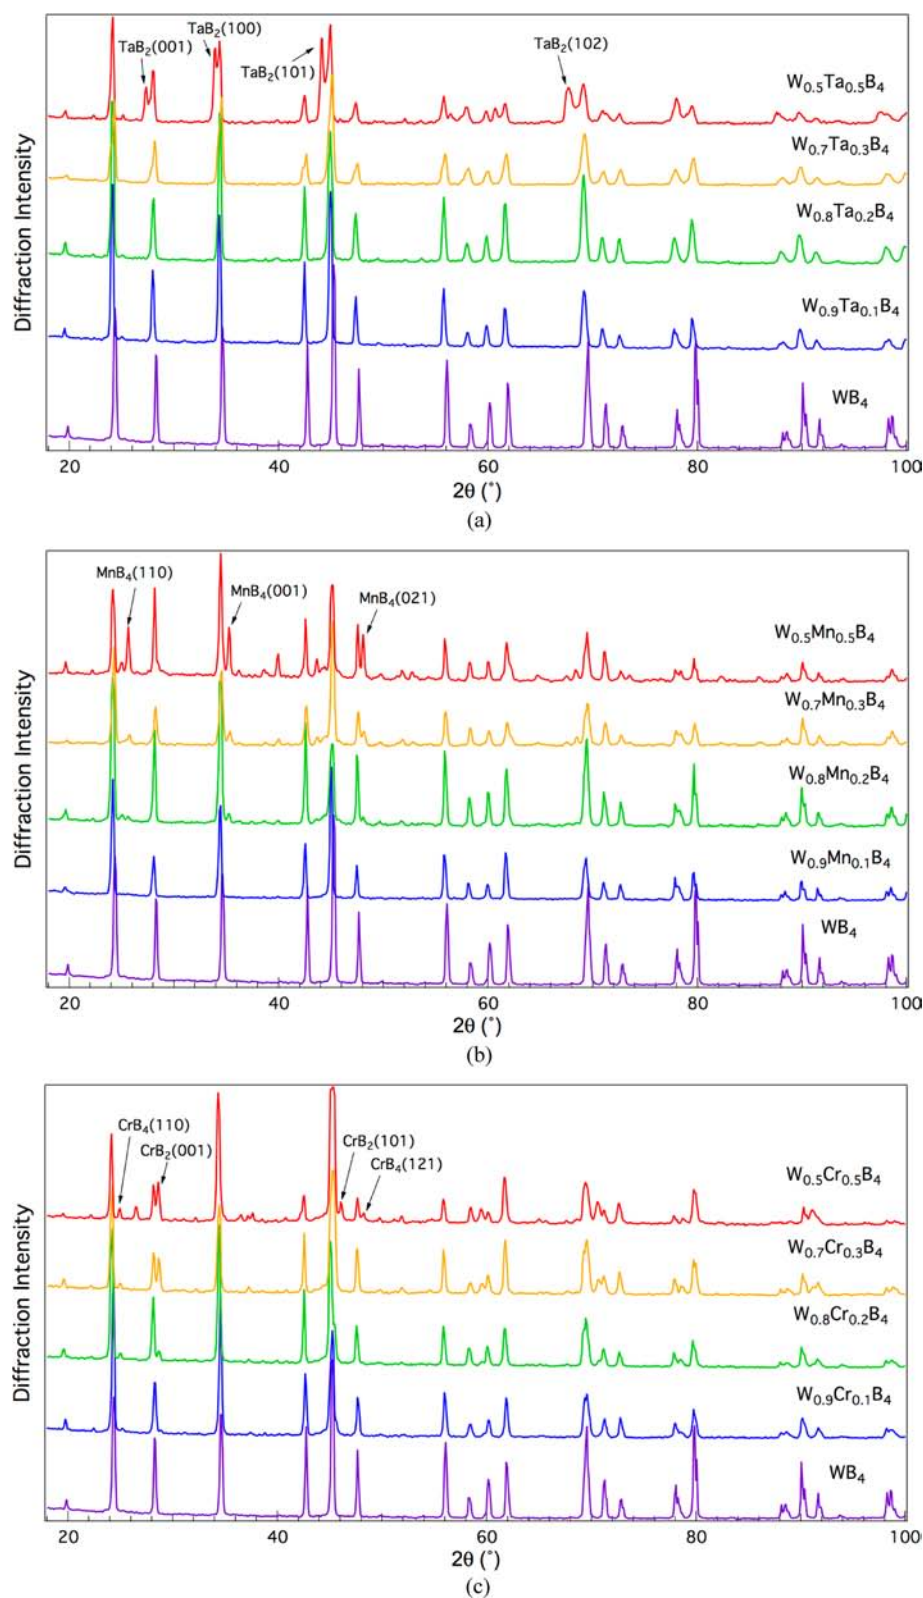 TaB2(100)
TaB2(001)
TaB2(101)
TaB2(102)
W0.5Ta0.5B4
W0.7Ta0.3B4
W0.8Ta0.2B4
W0.9Ta0.1B4
WB4
Diffraction Intensity
20 40 60 80 100
2θ (˚)
(a)
MnB4(110)
MnB4(001)
MnB4(021)
W0.5Mn0.5B4
W0.7Mn0.3B4
W0.8Mn0.2B4
W0.9Mn0.1B4
WB4
Diffraction Intensity
20 40 60 80 100
2θ (˚)
(b)
CrB4(110)
CrB2(001)
CrB2(101)
CrB4(121)
W0.5Cr0.5B4
W0.7Cr0.3B4
W0.8Cr0.2B4
W0.9Cr0.1B4
WB4
Diffraction Intensity
20 40 60 80 100
2θ (˚)
(c)